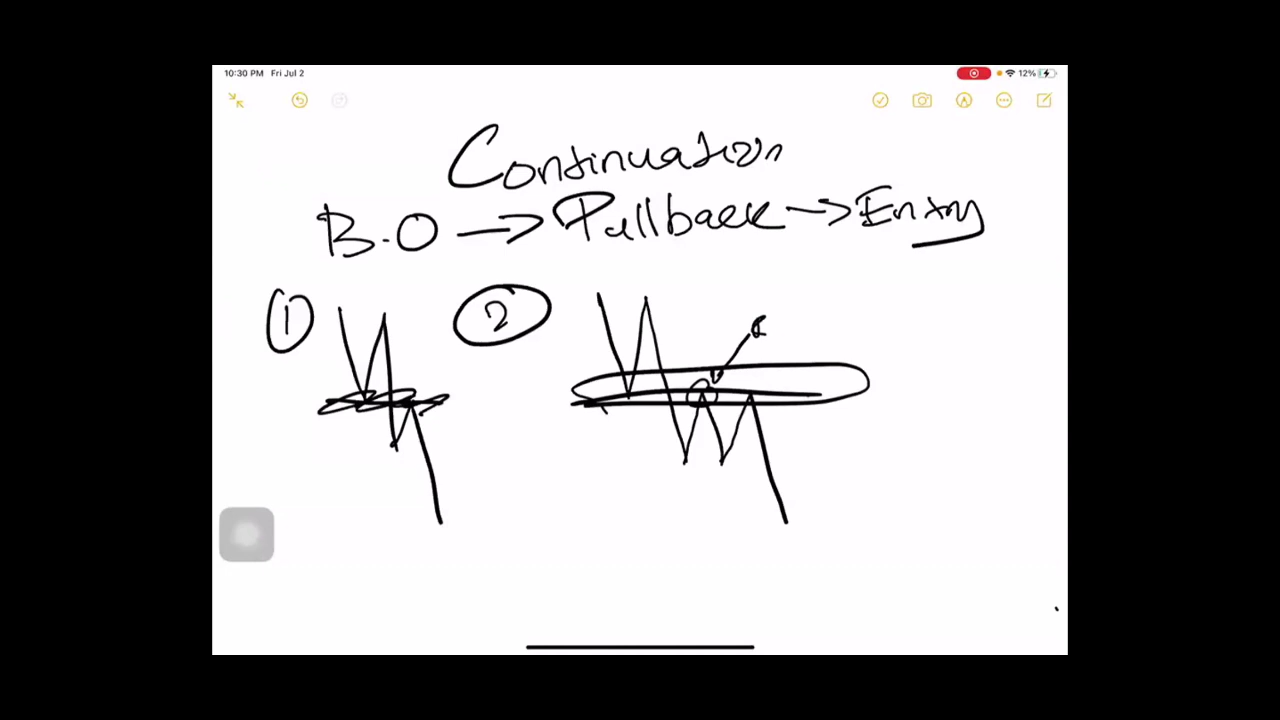 10:30 PM Fri Jul 2
12%
Continuation
B.O → Pullback → Entry
1 2